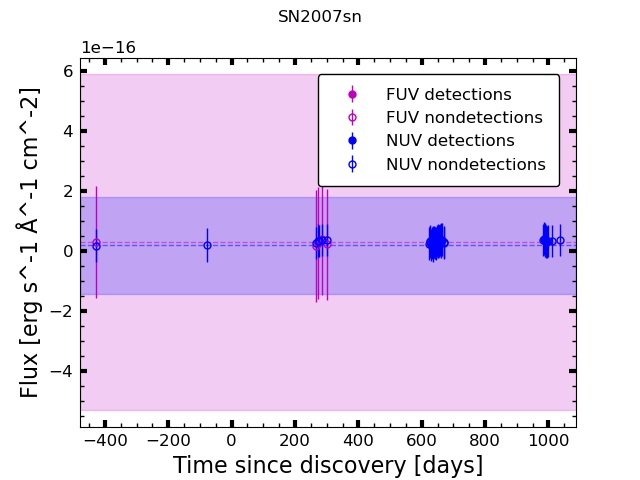 SN2007sn
1e−16
6
4
2
0
−2
−4
Flux [erg s^-1 Å^-1 cm^-2]
FUV detections
FUV nondetections
NUV detections
NUV nondetections
−400 −200 0 200 400 600 800 1000
Time since discovery [days]